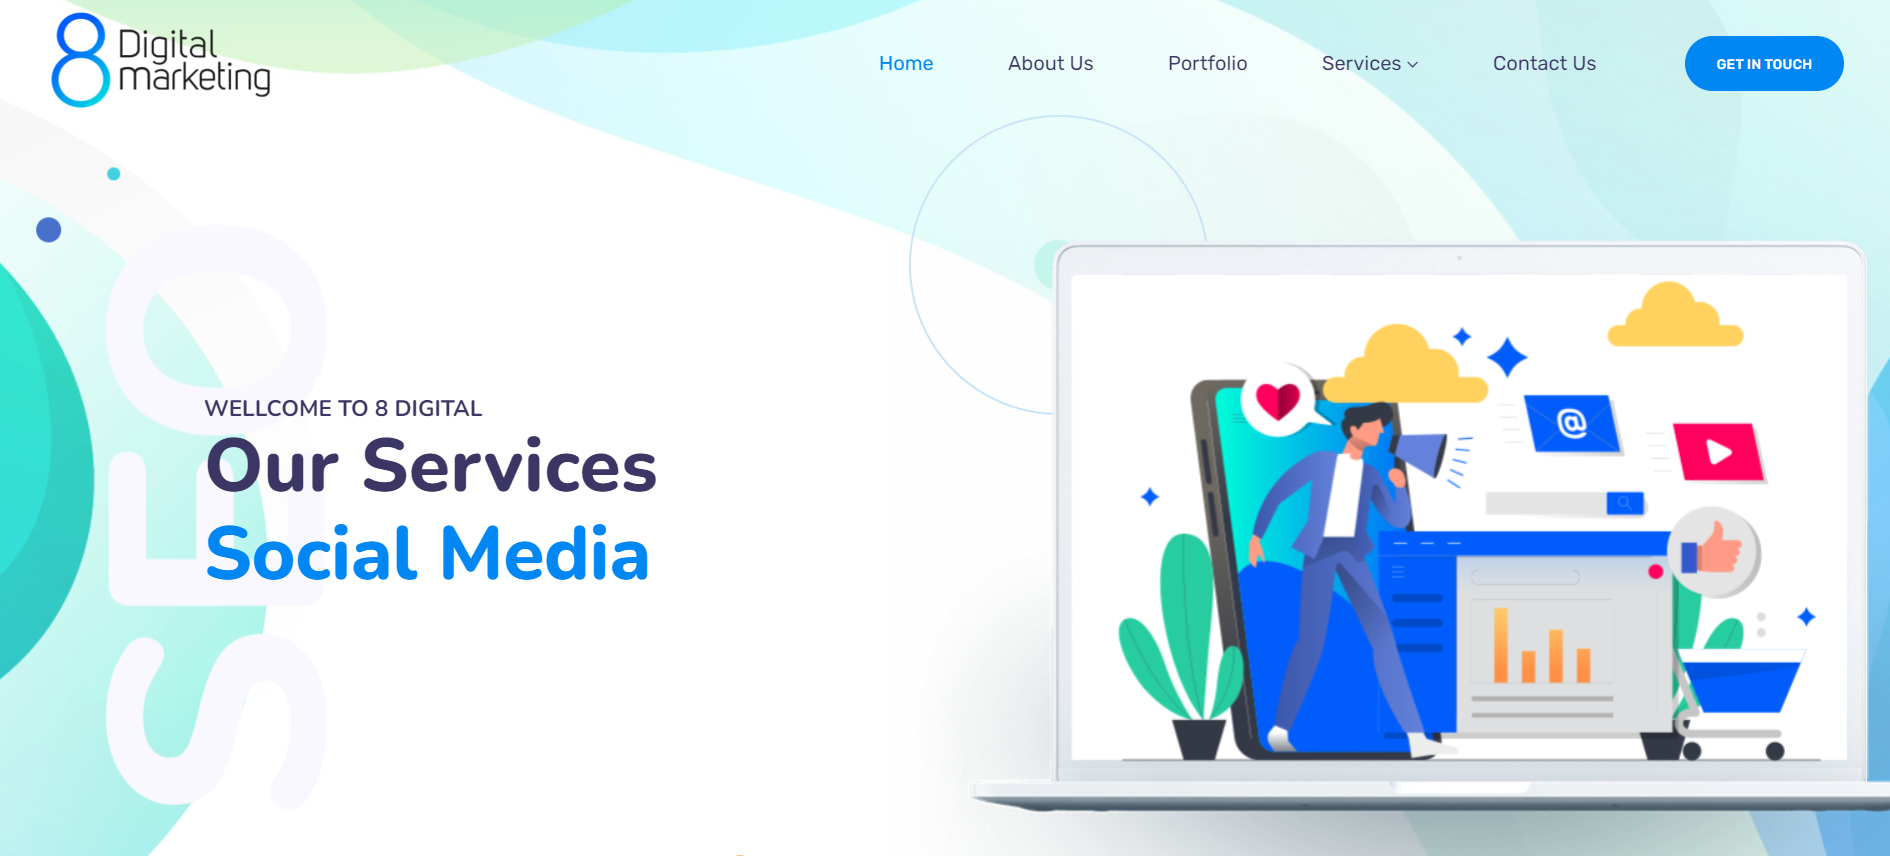 8 Digital
marketing
Home
About Us
Portfolio
Services
Contact Us
GET IN TOUCH
SEO
WELLCOME TO 8 DIGITAL
Our Services
Social Media
@